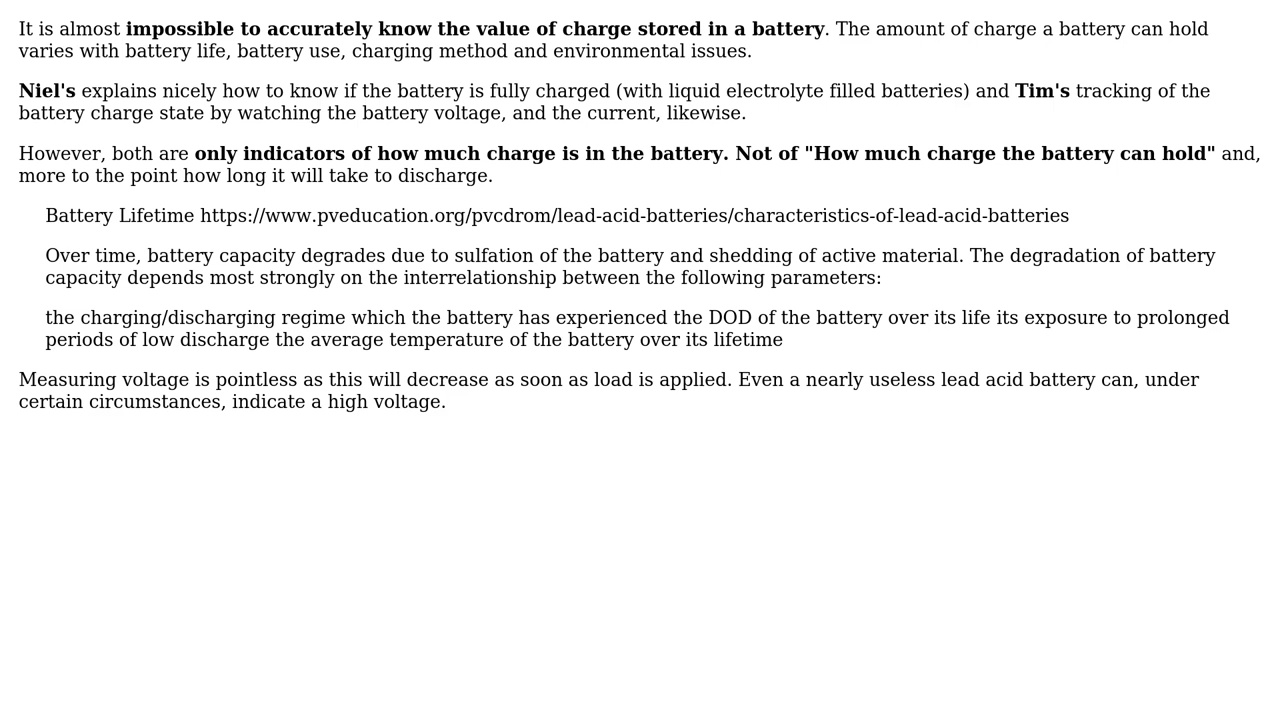 It is almost impossible to accurately know the value of charge stored in a battery. The amount of charge a battery can hold
varies with battery life, battery use, charging method and environmental issues.
Niel's explains nicely how to know if the battery is fully charged (with liquid electrolyte filled batteries) and Tim's tracking of the
battery charge state by watching the battery voltage, and the current, likewise.
However, both are only indicators of how much charge is in the battery. Not of "How much charge the battery can hold" and,
more to the point how long it will take to discharge.
Battery Lifetime https://www.pveducation.org/pvcdrom/lead-acid-batteries/characteristics-of-lead-acid-batteries
Over time, battery capacity degrades due to sulfation of the battery and shedding of active material. The degradation of battery
capacity depends most strongly on the interrelationship between the following parameters:
the charging/discharging regime which the battery has experienced the DOD of the battery over its life its exposure to prolonged
periods of low discharge the average temperature of the battery over its lifetime
Measuring voltage is pointless as this will decrease as soon as load is applied. Even a nearly useless lead acid battery can, under
certain circumstances, indicate a high voltage.